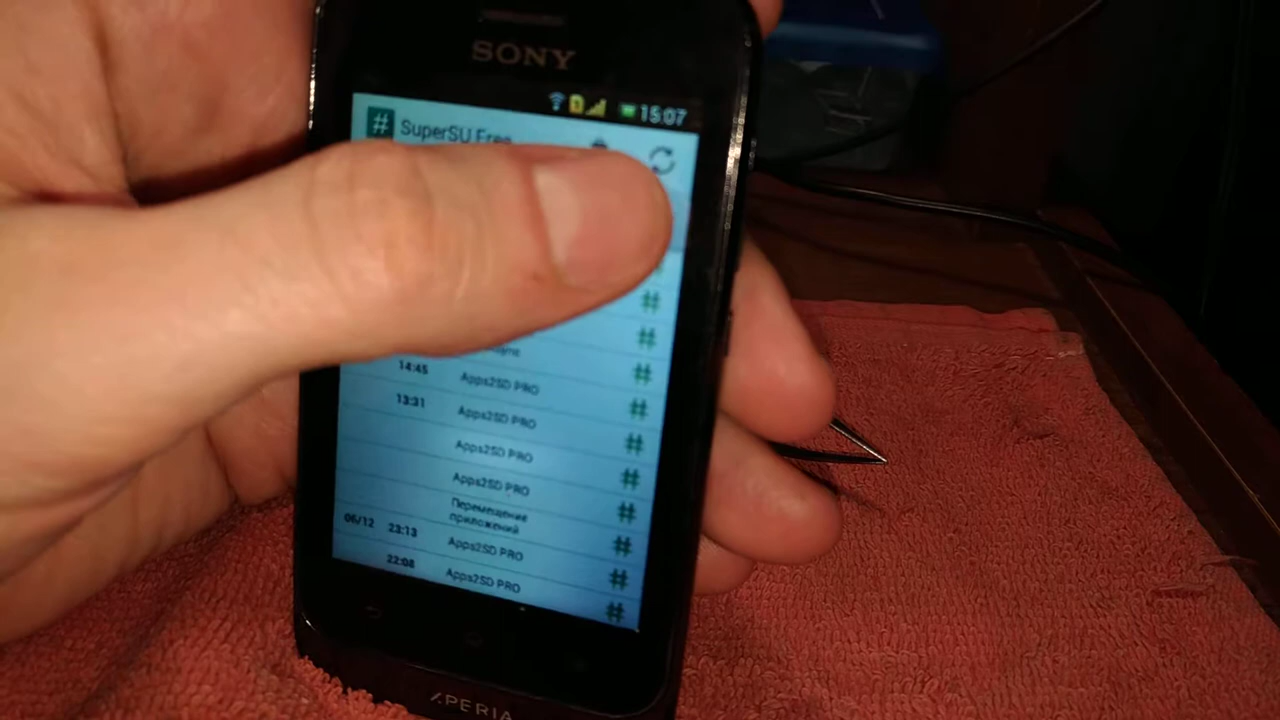 SONY
15:07
# SuperSU Free
#
#
14:45 Apps2SD PRO #
13:31 Apps2SD PRO #
Apps2SD PRO #
Apps2SD PRO #
Перемещение
приложений #
06/12 23:13 Apps2SD PRO #
22:08 Apps2SD PRO #
#
XPERIA